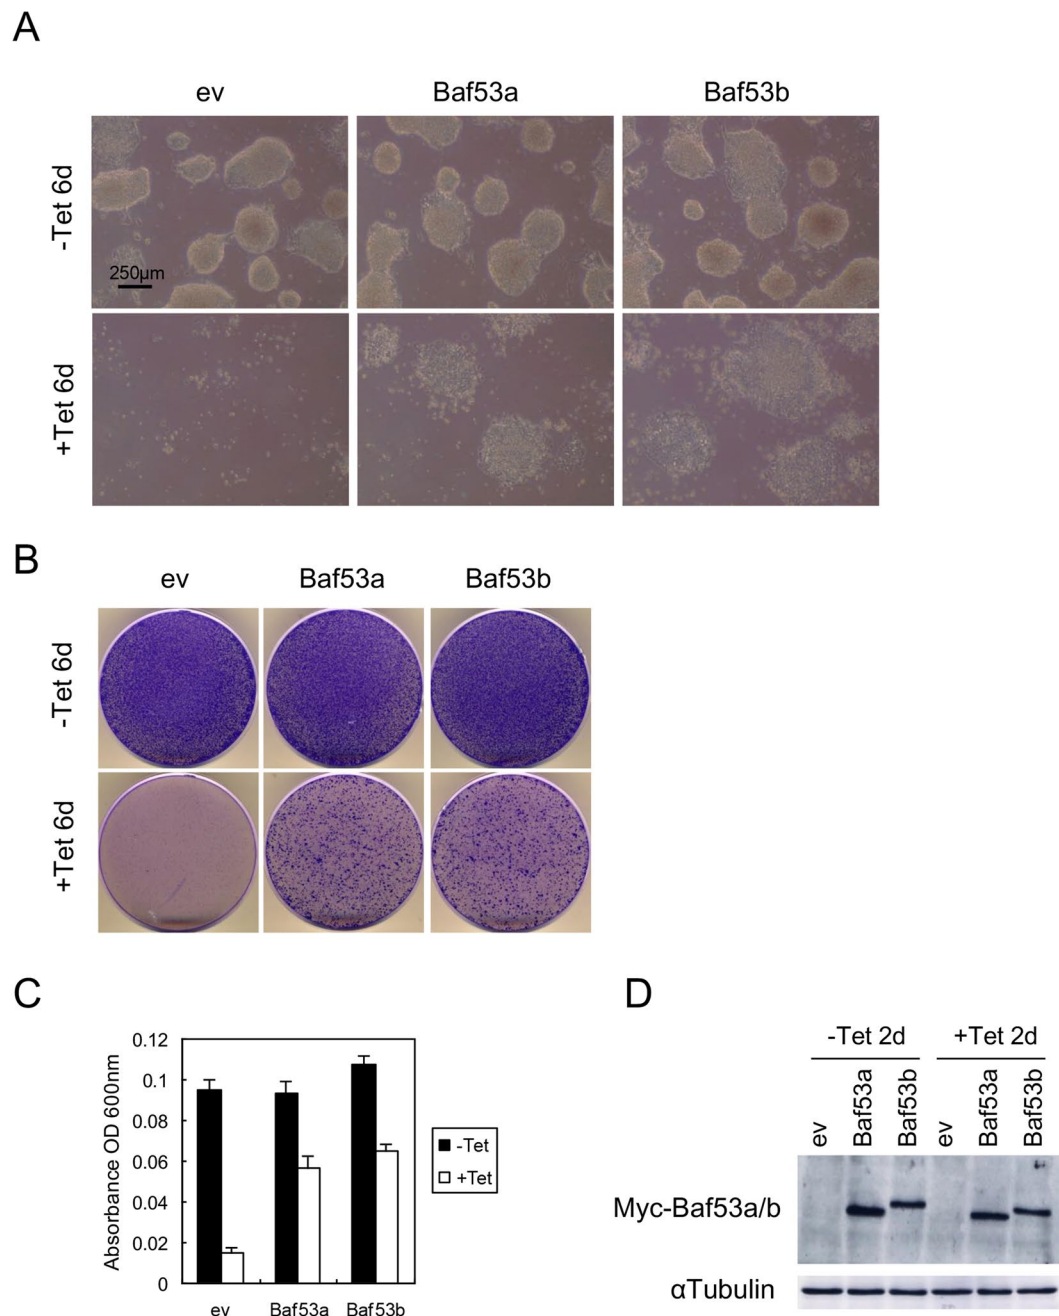 A
ev Baf53a Baf53b
-Tet 6d
250µm
+Tet 6d
B
ev Baf53a Baf53b
-Tet 6d
+Tet 6d
C
Absorbance OD 600nm
0.12
0.1
0.08
0.06
0.04
0.02
0
ev Baf53a Baf53b
-Tet
+Tet
D
-Tet 2d +Tet 2d
ev Baf53a Baf53b ev Baf53a Baf53b
Myc-Baf53a/b
αTubulin